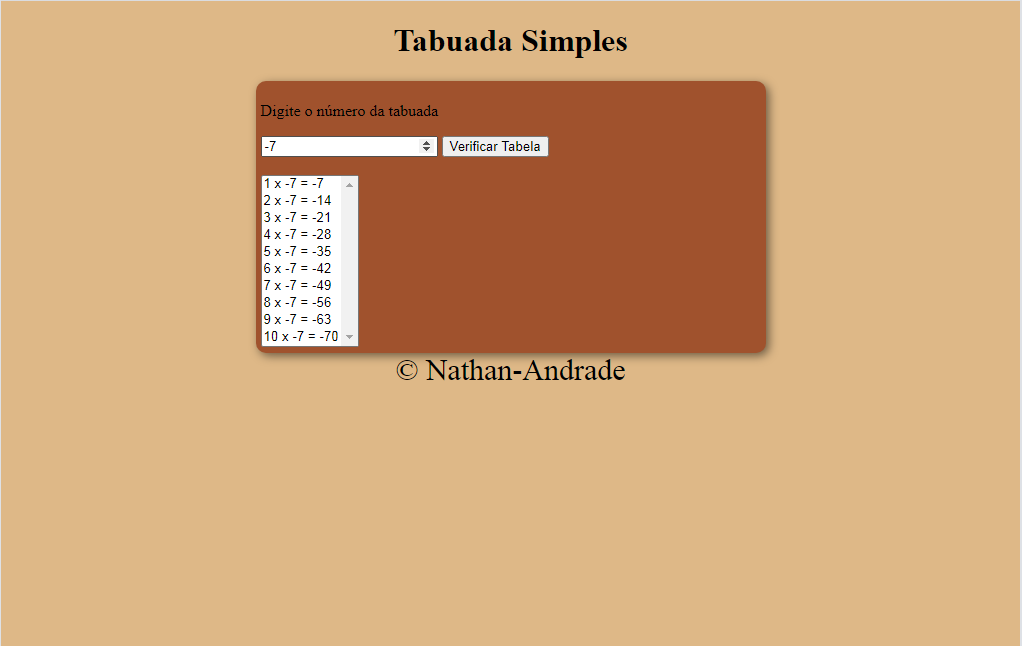 Tabuada Simples
Digite o número da tabuada
-7 Verificar Tabela
1 x -7 = -7
2 x -7 = -14
3 x -7 = -21
4 x -7 = -28
5 x -7 = -35
6 x -7 = -42
7 x -7 = -49
8 x -7 = -56
9 x -7 = -63
10 x -7 = -70
© Nathan-Andrade